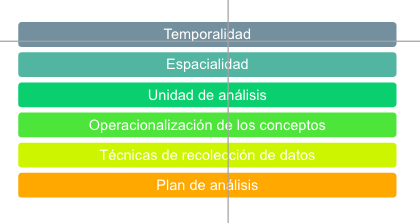 Temporalidad
Espacialidad
Unidad de análisis
Operacionalización de los conceptos
Técnicas de recolección de datos
Plan de análisis